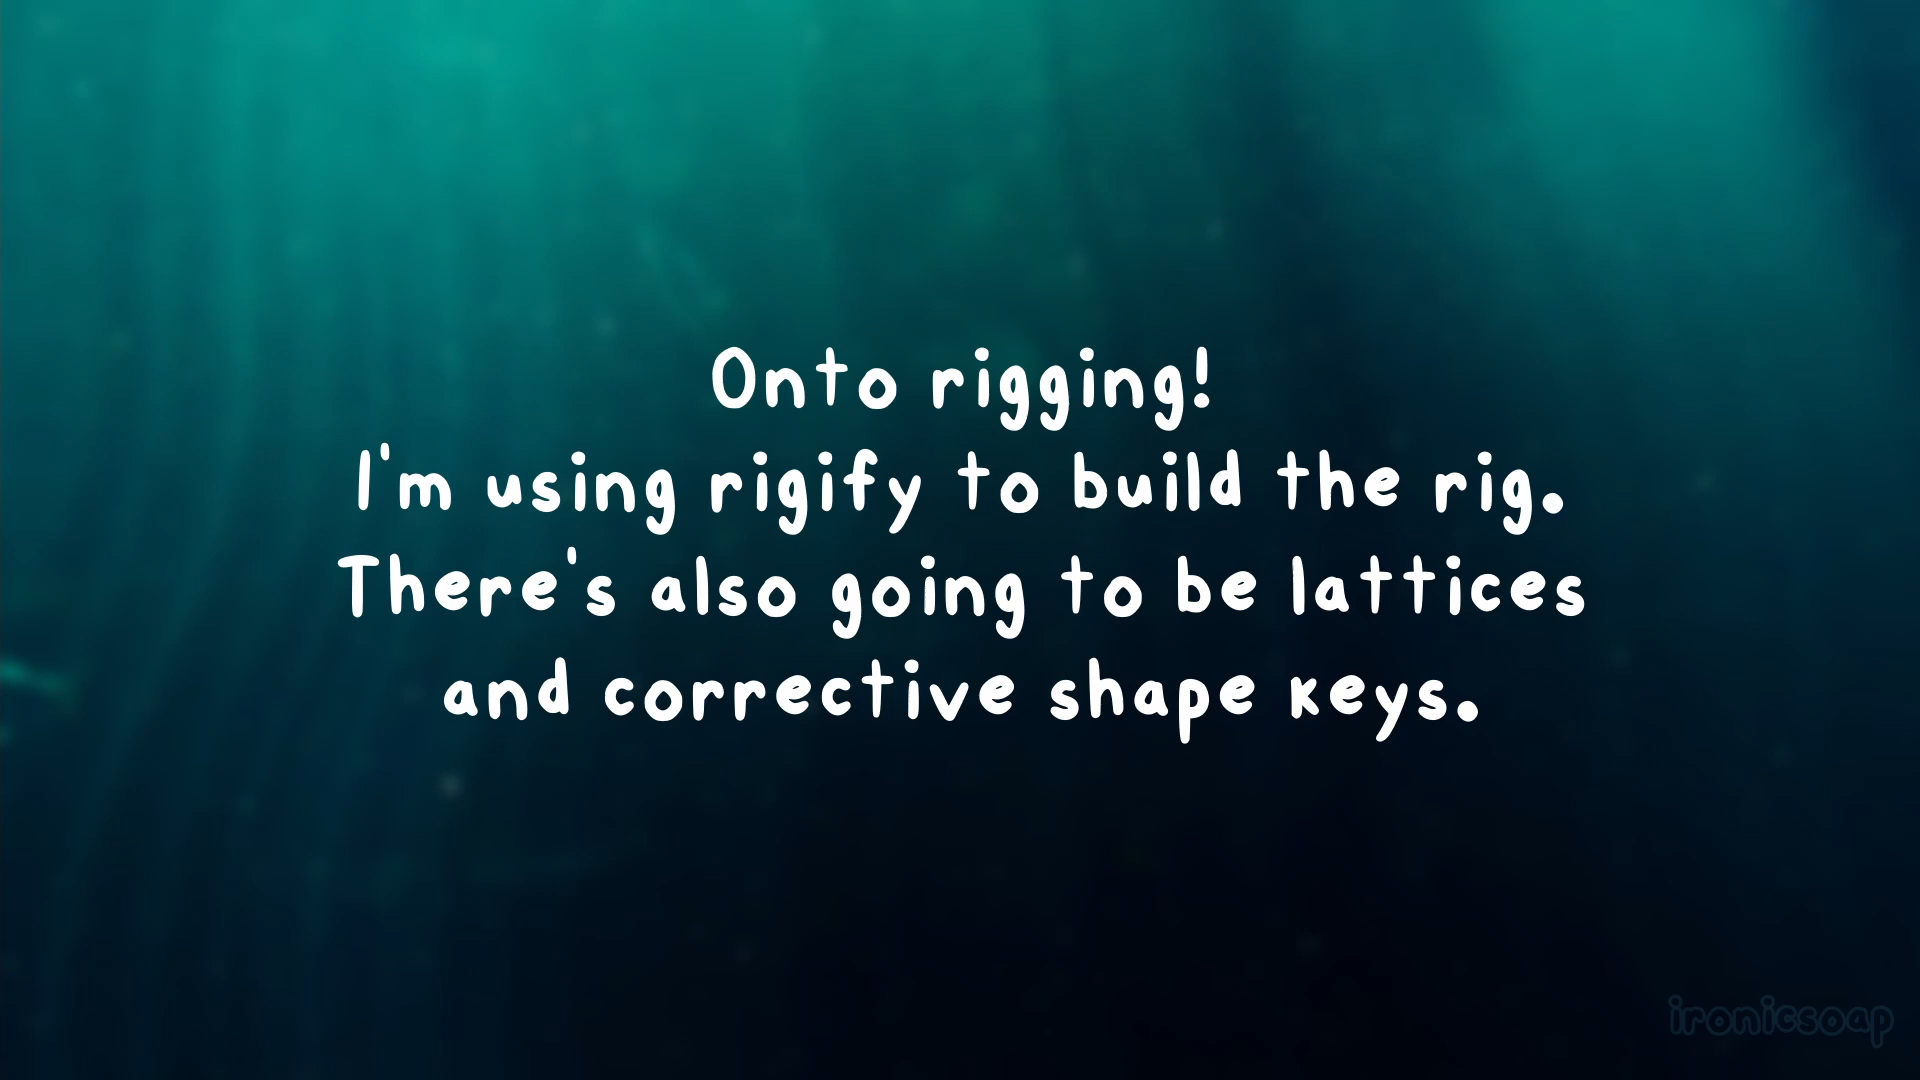 Onto rigging!
I'm using rigify to build the rig.
There's also going to be lattices
and corrective shape keys.
ironicsoap